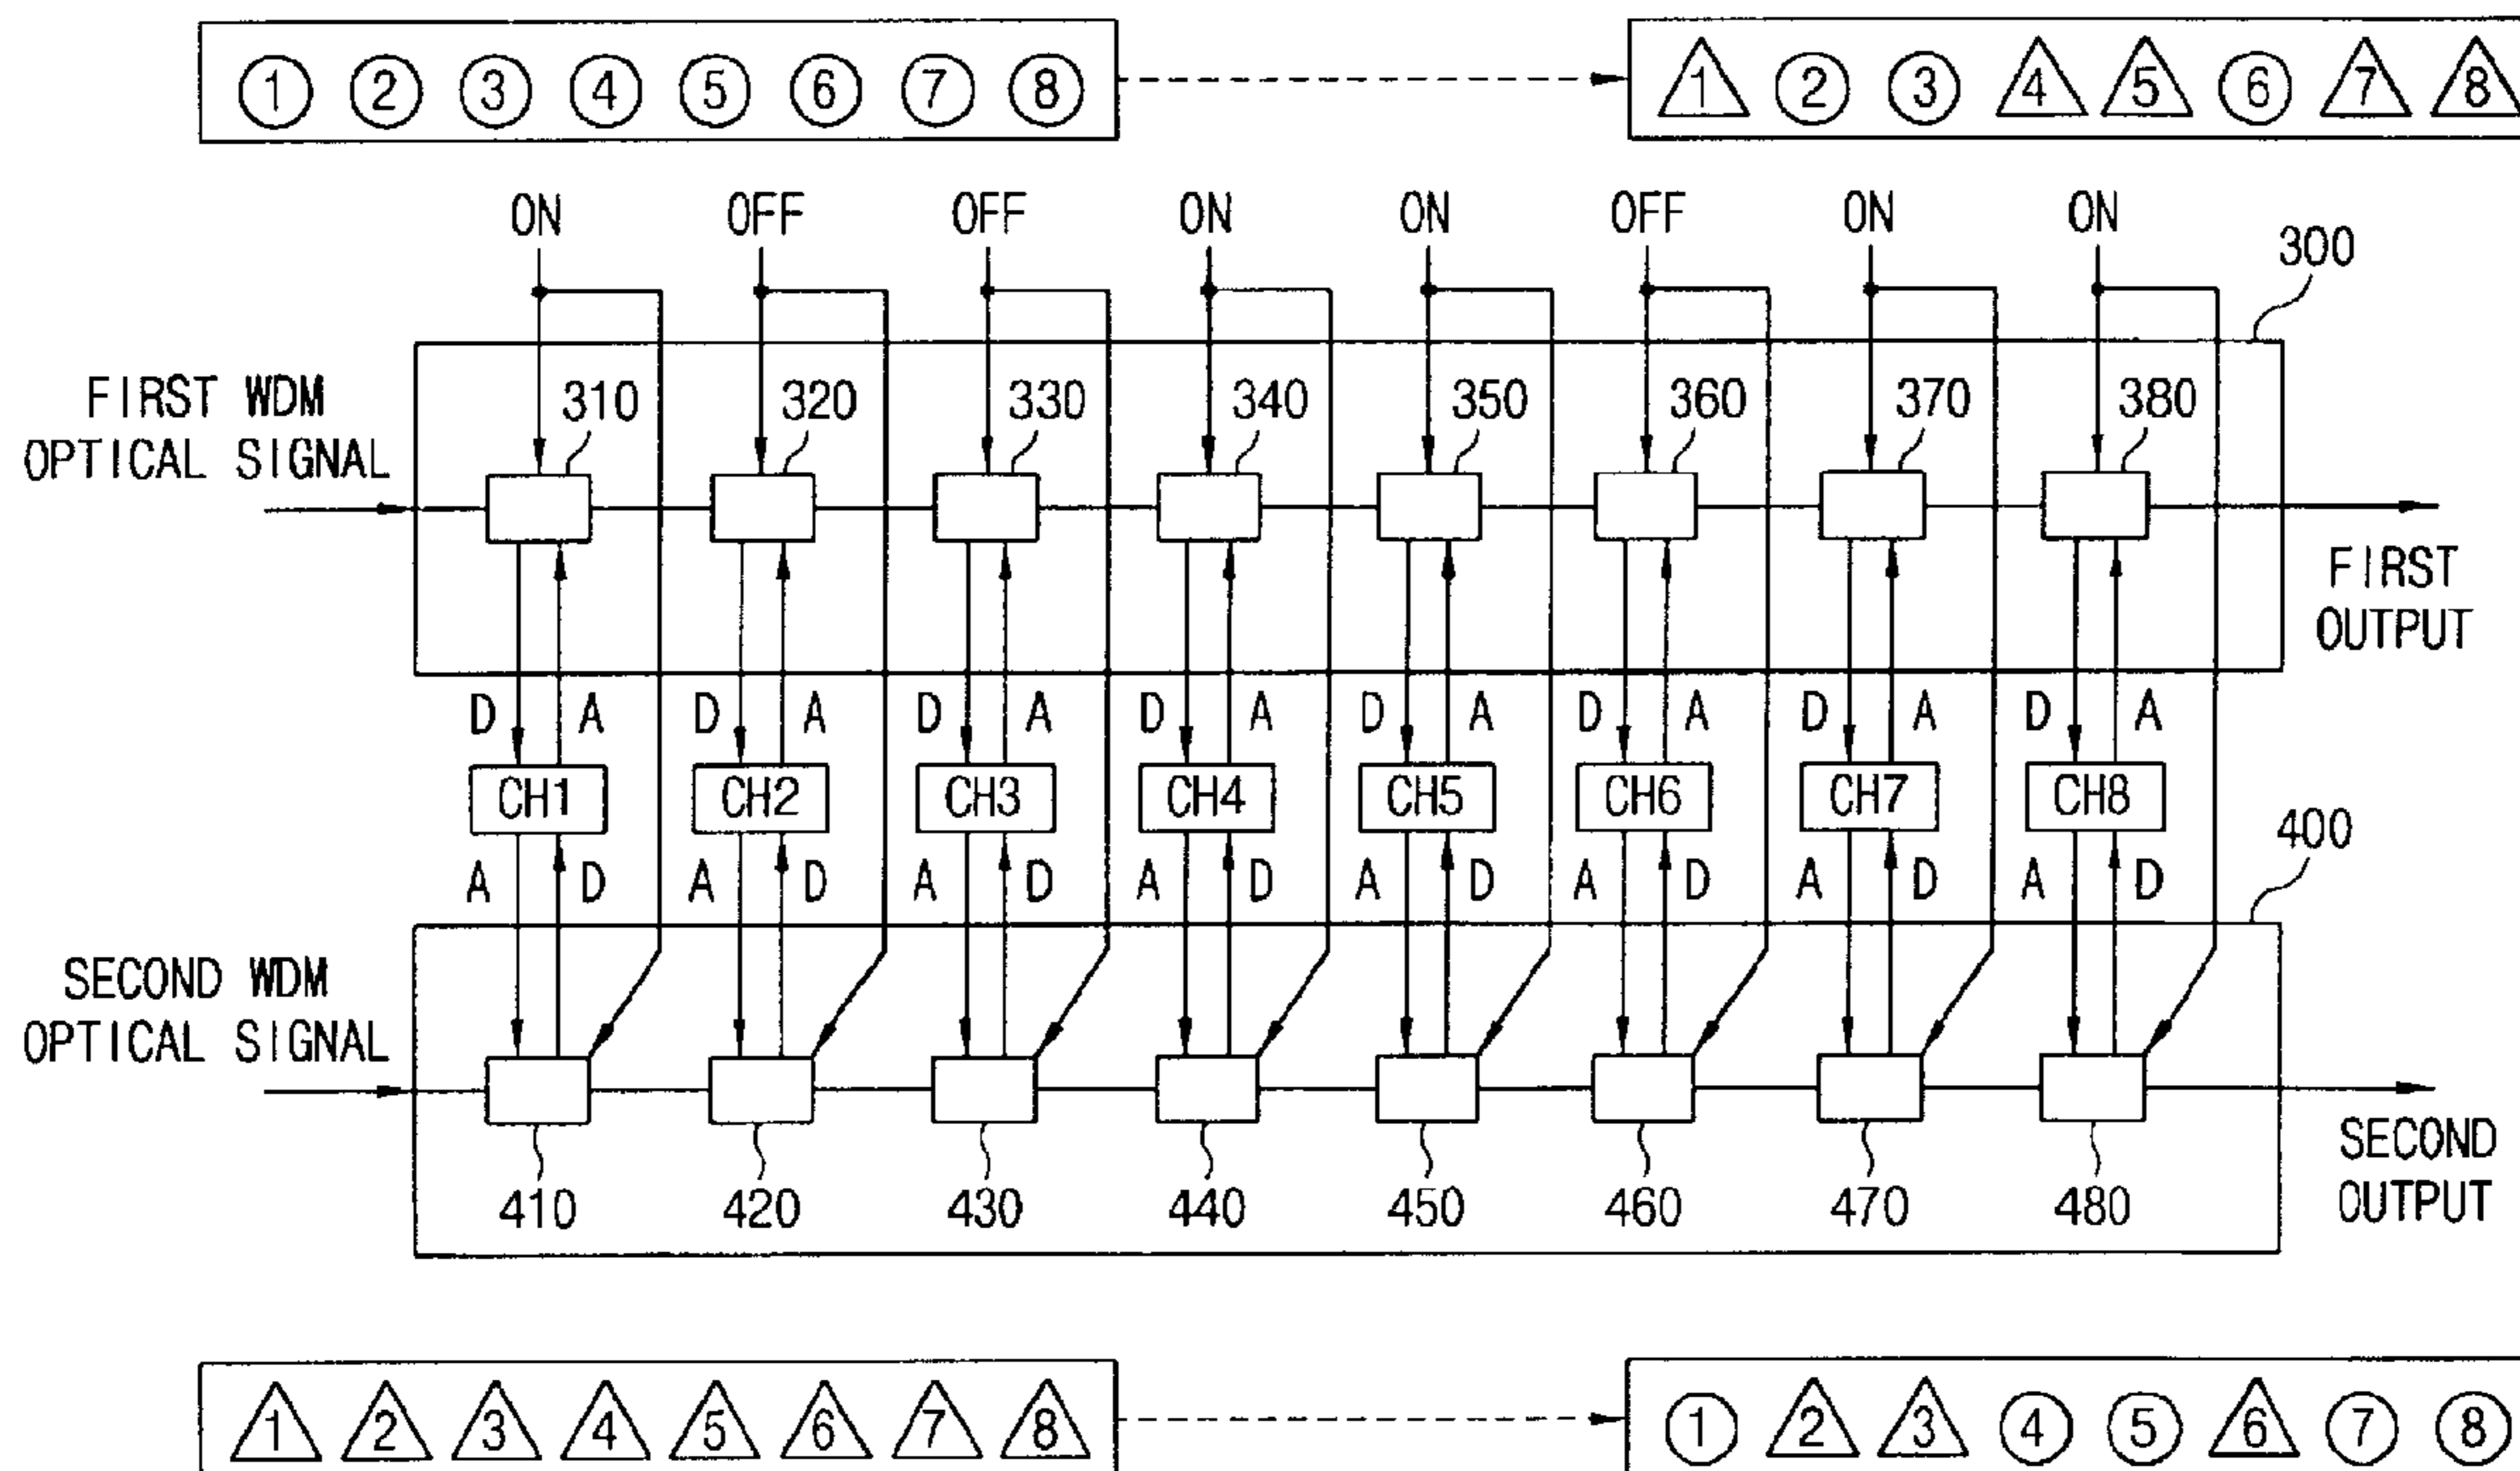 1 2 3 4 5 6 7 8
1 2 3 4 5 6 7 8
ON OFF OFF ON ON OFF ON ON
300
FIRST WDM
OPTICAL SIGNAL
310 320 330 340 350 360 370 380
FIRST
OUTPUT
D A D A D A D A D A D A D A D A
CH1 CH2 CH3 CH4 CH5 CH6 CH7 CH8
A D A D A D A D A D A D A D A D
400
SECOND WDM
OPTICAL SIGNAL
SECOND
OUTPUT
410 420 430 440 450 460 470 480
1 2 3 4 5 6 7 8
1 2 3 4 5 6 7 8